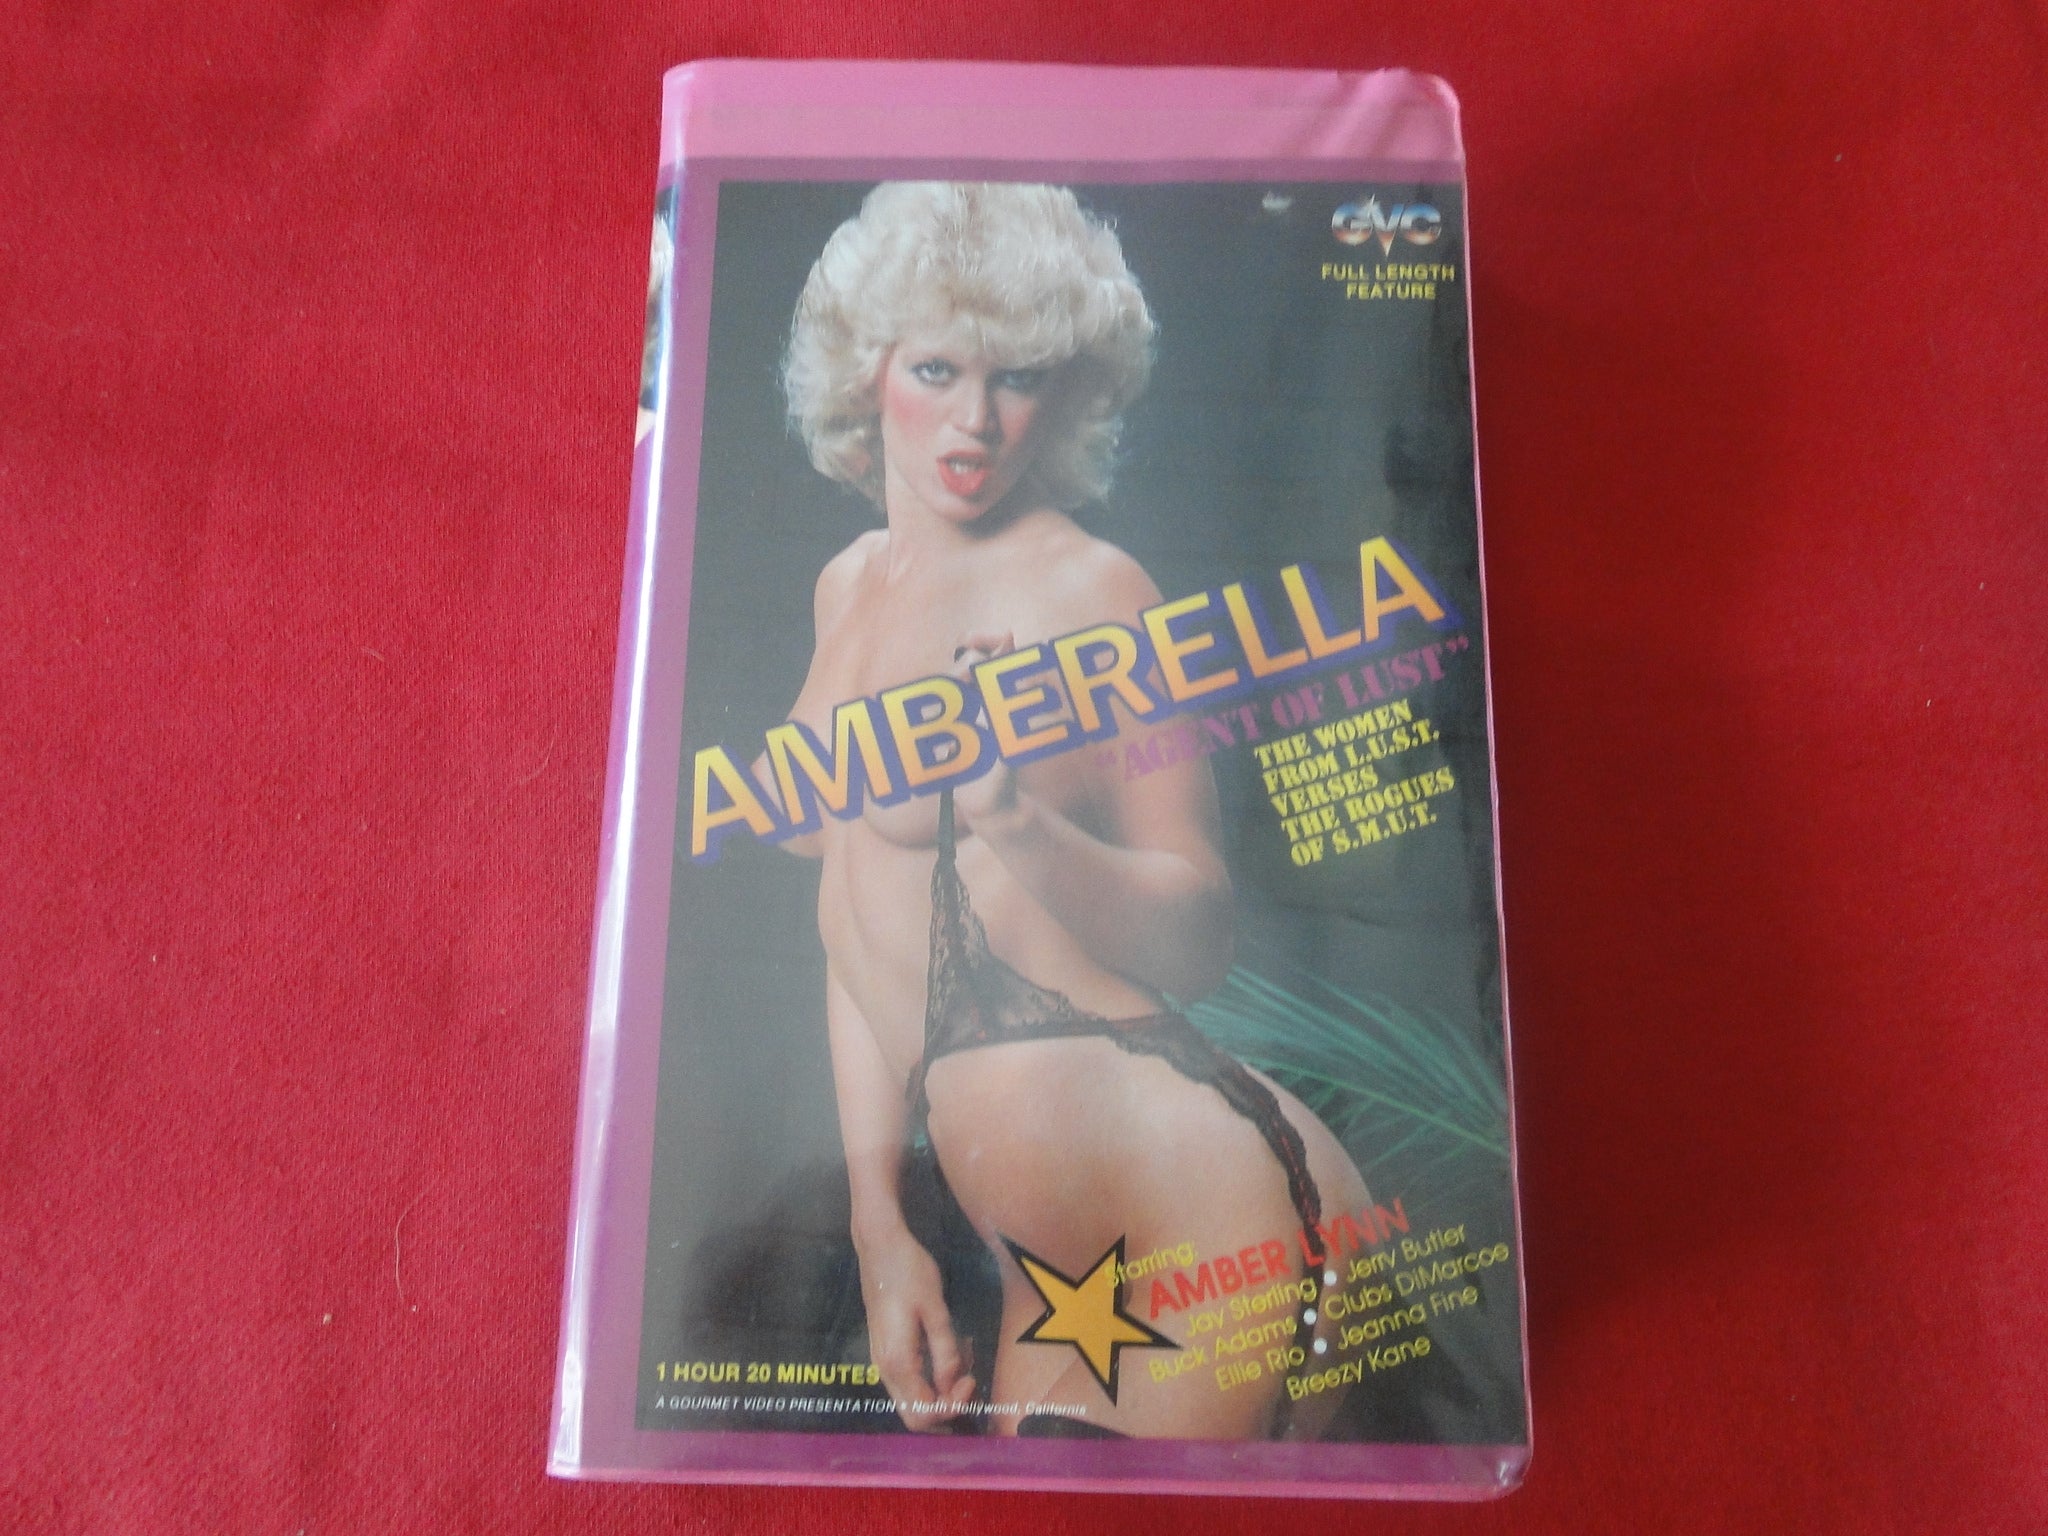 GVC
FULL LENGTH
FEATURE
AMBERELLA
"AGENT OF LUST"
THE WOMEN
FROM L.U.S.T.
VERSES
THE ROGUES
OF S.M.U.T.
Starring:
AMBER LYNN
Jay Sterling • Jerry Butler
Buck Adams • Clubs DiMarcoe
Ellie Rio • Jeanna Fine
Breezy Kane
1 HOUR 20 MINUTES
A GOURMET VIDEO PRESENTATION • North Hollywood, California